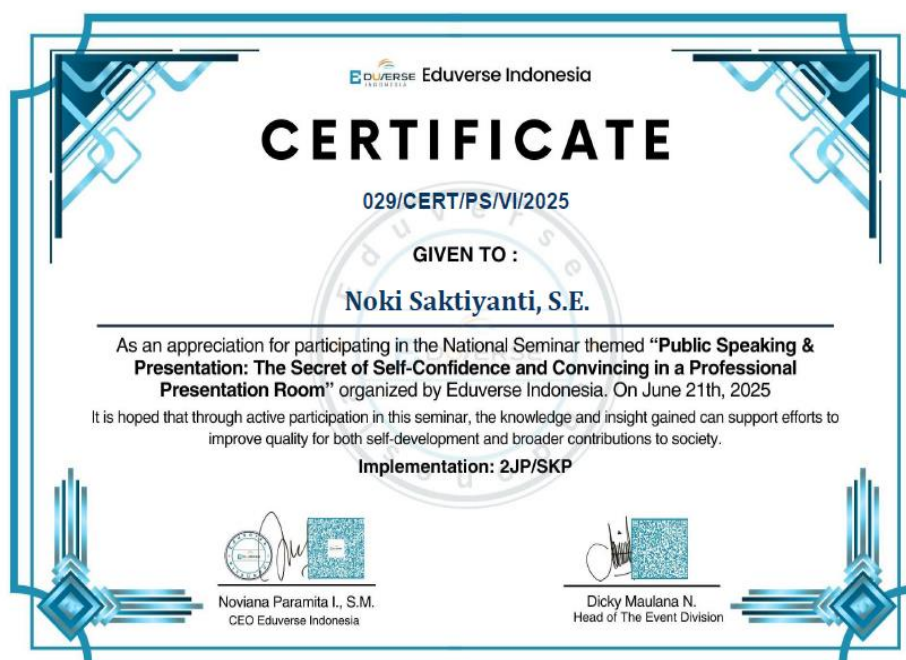 EDUVERSE INDONESIA Eduverse Indonesia
CERTIFICATE
029/CERT/PS/VI/2025
GIVEN TO :
Noki Saktiyanti, S.E.
As an appreciation for participating in the National Seminar themed “Public Speaking &
Presentation: The Secret of Self-Confidence and Convincing in a Professional
Presentation Room” organized by Eduverse Indonesia. On June 21th, 2025
It is hoped that through active participation in this seminar, the knowledge and insight gained can support efforts to
improve quality for both self-development and broader contributions to society.
Implementation: 2JP/SKP
Noviana Paramita I., S.M.
CEO Eduverse Indonesia
Dicky Maulana N.
Head of The Event Division